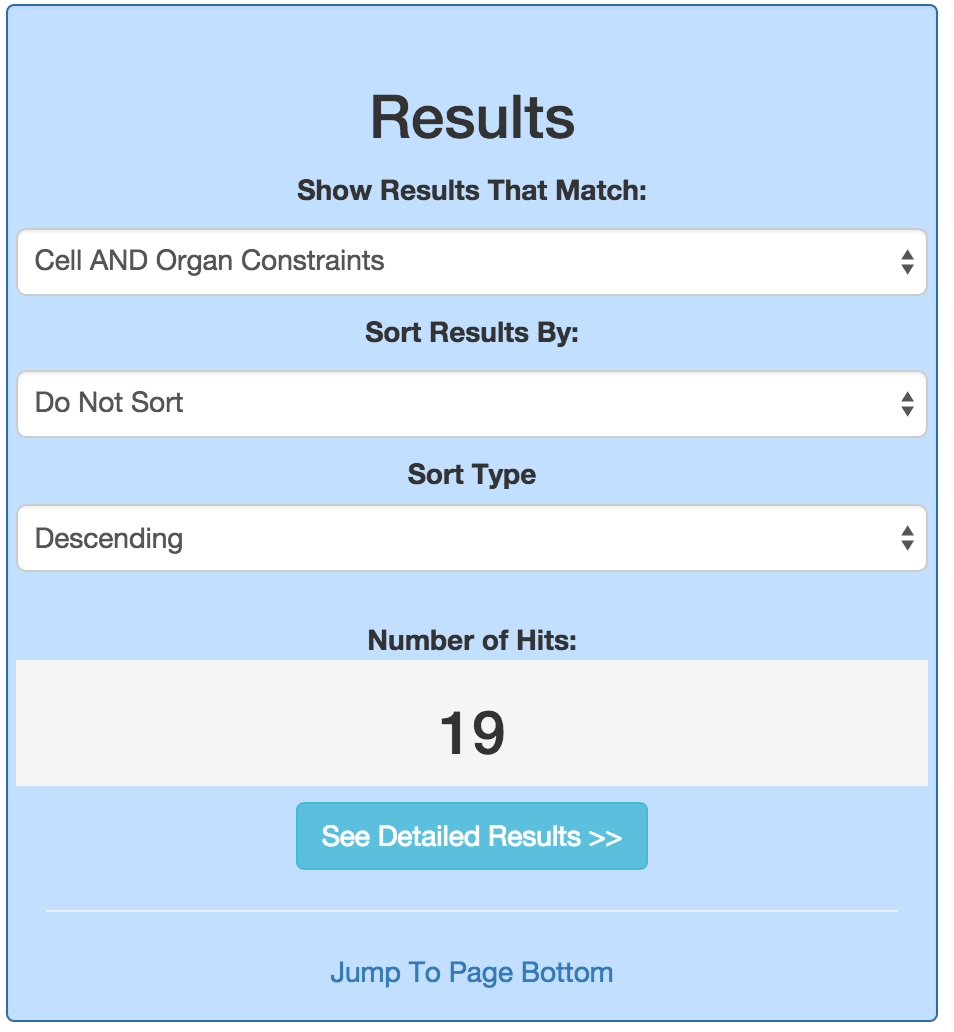 Results
Show Results That Match:
Cell AND Organ Constraints
Sort Results By:
Do Not Sort
Sort Type
Descending
Number of Hits:
19
See Detailed Results >>
Jump To Page Bottom